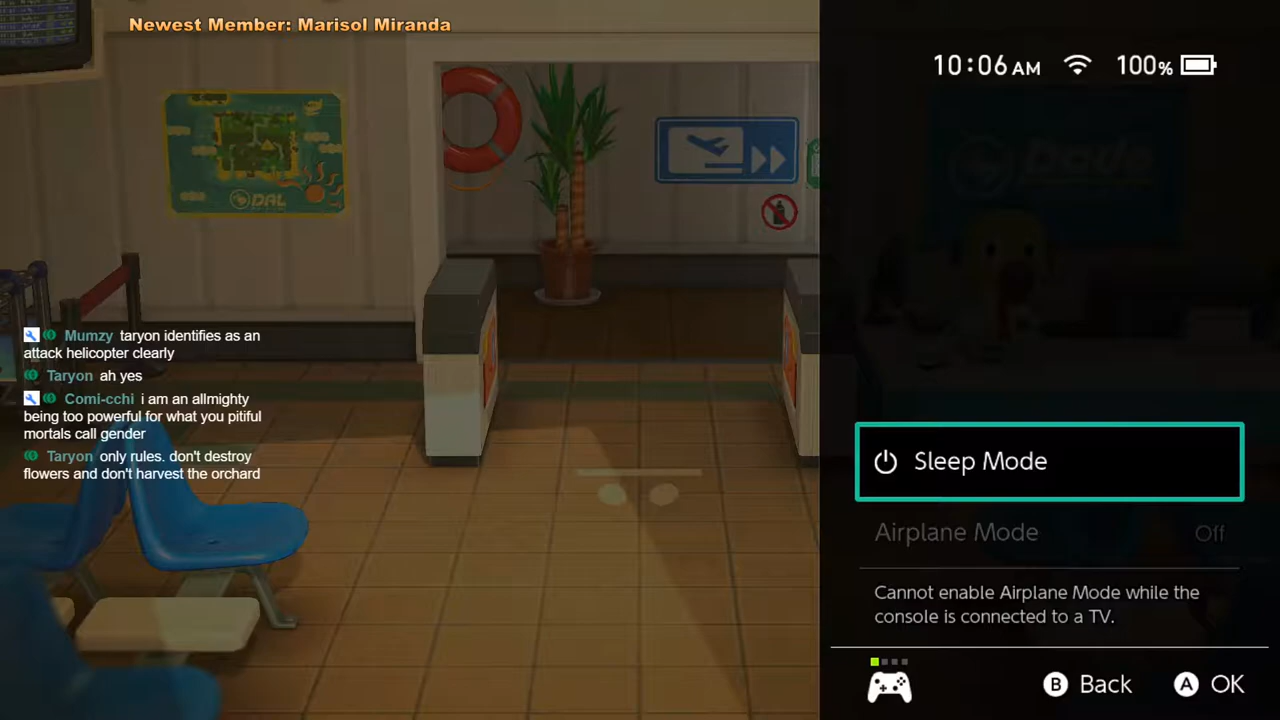 Newest Member: Marisol Miranda
10:06 AM 100%
DAL
Dodo
Mumzy taryon identifies as an
attack helicopter clearly
Taryon ah yes
Comi-cchi i am an allmighty
being too powerful for what you pitiful
mortals call gender
Taryon only rules. don't destroy
flowers and don't harvest the orchard
Sleep Mode
Airplane Mode Off
Cannot enable Airplane Mode while the
console is connected to a TV.
B Back A OK